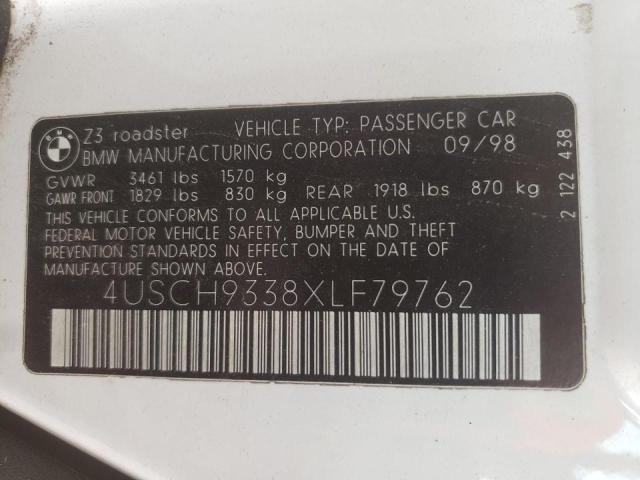 BMW
Z3 roadster VEHICLE TYP: PASSENGER CAR
BMW MANUFACTURING CORPORATION 09/98
GVWR 3461 lbs 1570 kg
GAWR FRONT 1829 lbs 830 kg REAR 1918 lbs 870 kg
THIS VEHICLE CONFORMS TO ALL APPLICABLE U.S.
FEDERAL MOTOR VEHICLE SAFETY, BUMPER AND THEFT
PREVENTION STANDARDS IN EFFECT ON THE DATE OF
MANUFACTURE SHOWN ABOVE.
4USCH9338XLF79762
2 122 438